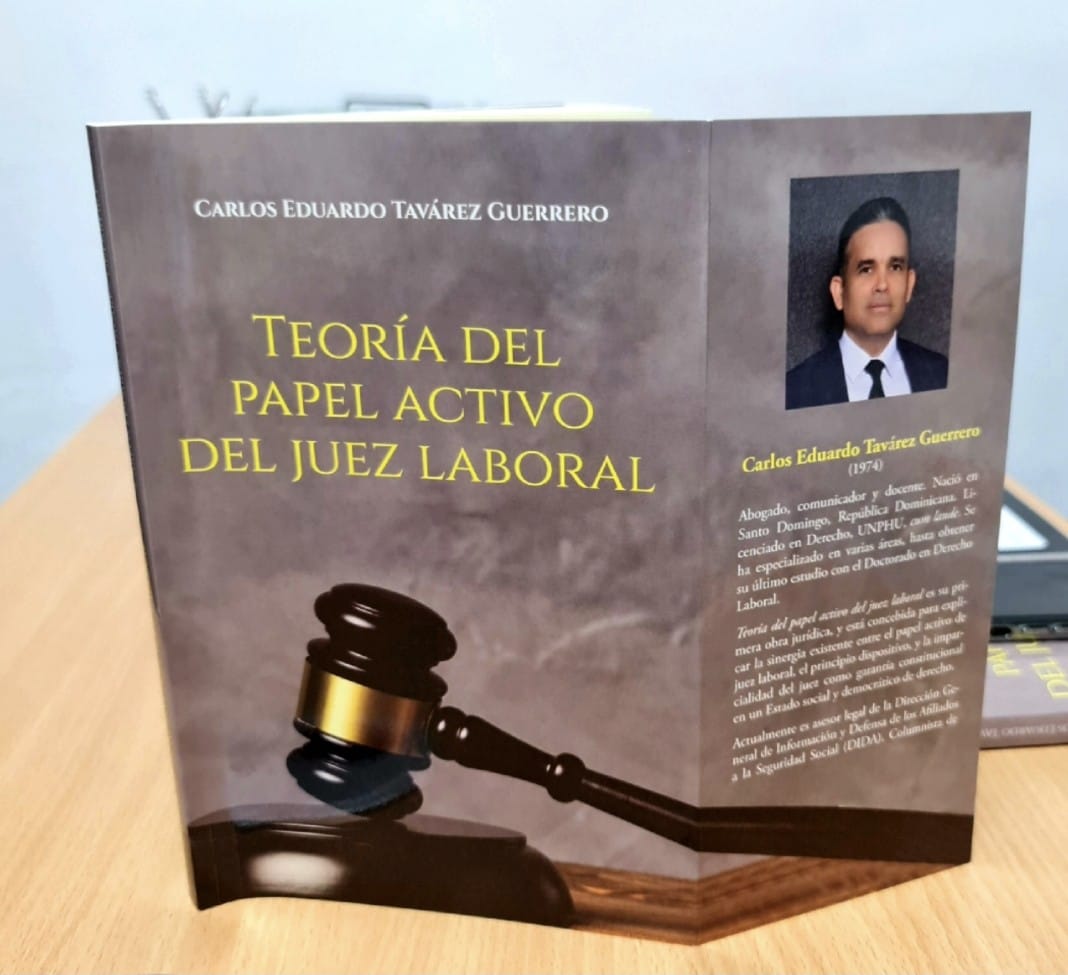 CARLOS EDUARDO TAVÁREZ GUERRERO
TEORÍA DEL
PAPEL ACTIVO
DEL JUEZ LABORAL
Carlos Eduardo Tavárez Guerrero
(1974)
Abogado, comunicador y docente. Nació en
Santo Domingo, República Dominicana. Li-
cenciado en Derecho, UNPHU, cum laude. Se
ha especializado en varias áreas, hasta obtener
su último estudio con el Doctorado en Derecho
Laboral.
Teoría del papel activo del juez laboral es su pri-
mera obra jurídica, y está concebida para expli-
car la sinergia existente entre el papel activo de
juez laboral, el principio dispositivo, y la impar-
cialidad del juez como garantía constitucional
en un Estado social y democrático de derecho.
Actualmente es asesor legal de la Dirección Ge-
neral de Información y Defensa de los Afiliados
a la Seguridad Social (DIDA). Columnista de
PA
DEL J